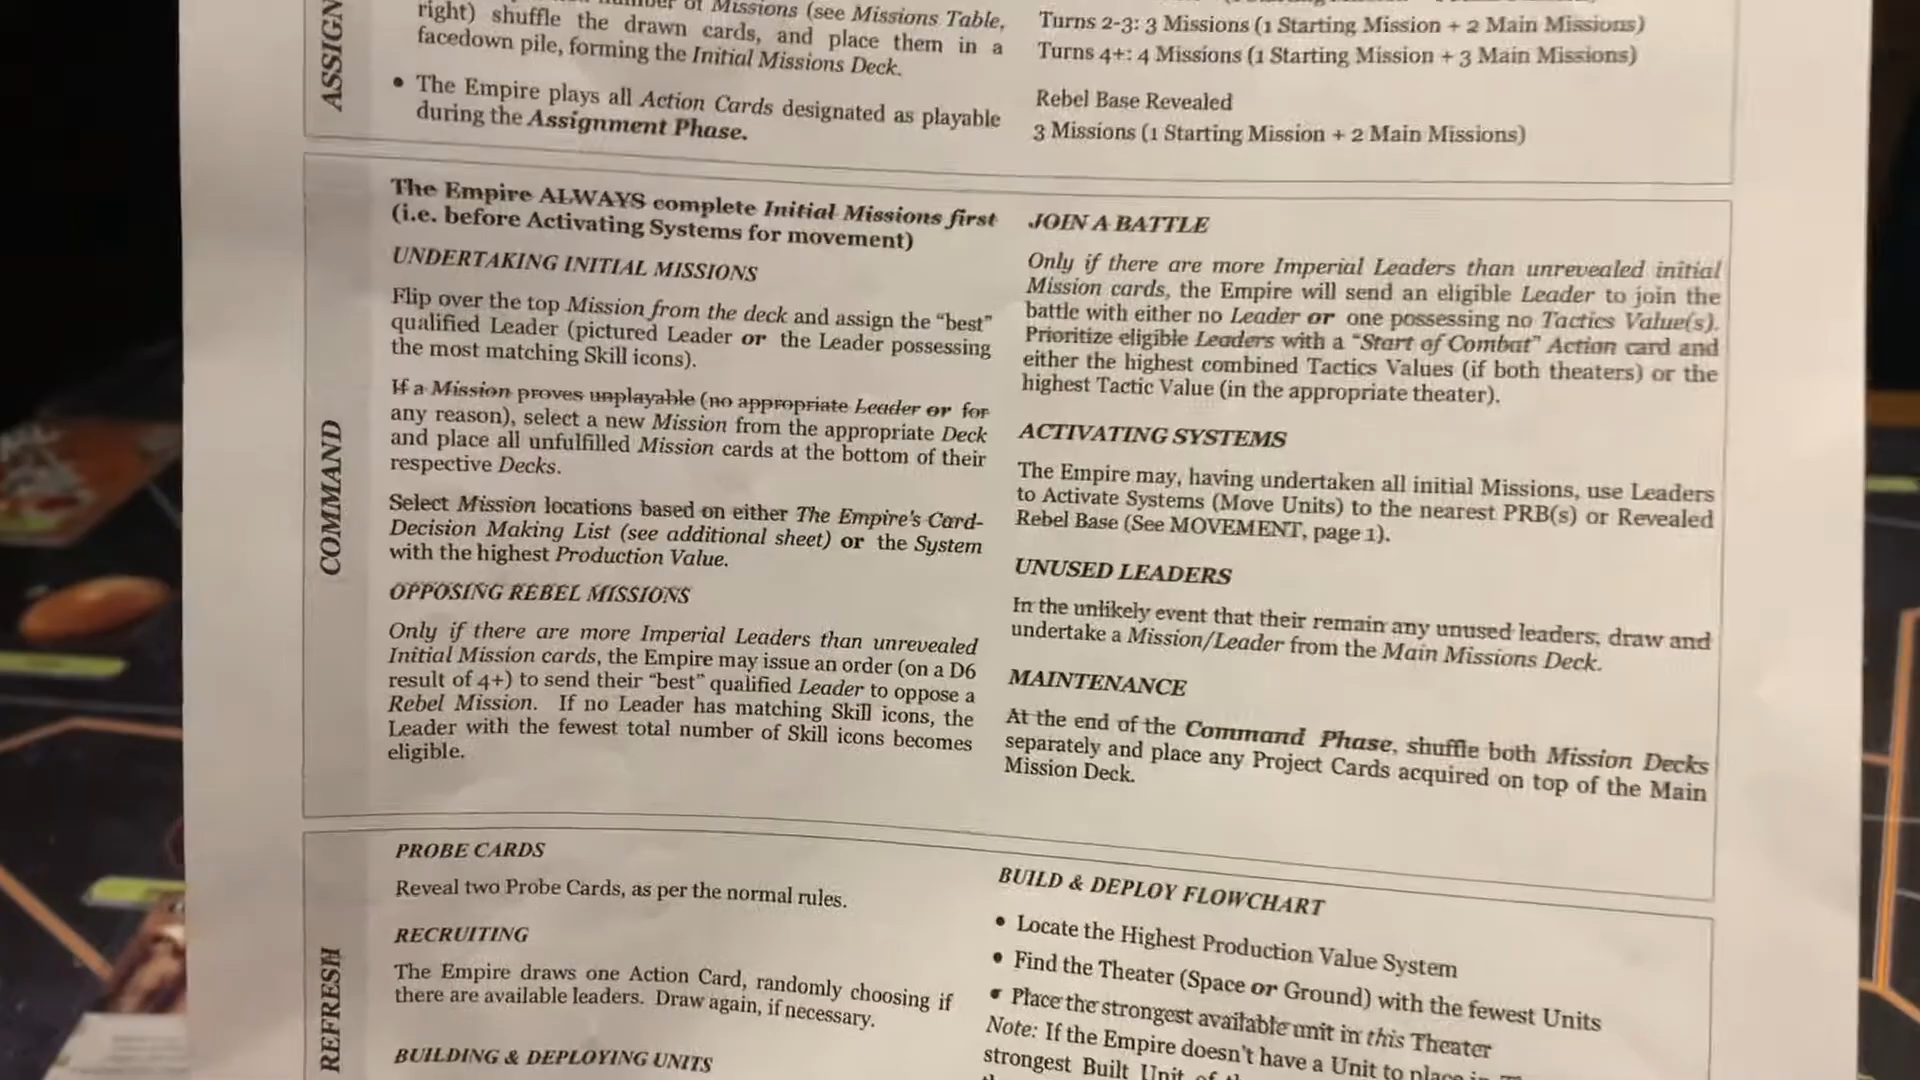 ASSIGN
number of Missions (see Missions Table,
right) shuffle the drawn cards, and place them in a
facedown pile, forming the Initial Missions Deck.
• The Empire plays all Action Cards designated as playable
during the Assignment Phase.
Turns 2-3: 3 Missions (1 Starting Mission + 2 Main Missions)
Turns 4+: 4 Missions (1 Starting Mission + 3 Main Missions)
Rebel Base Revealed
3 Missions (1 Starting Mission + 2 Main Missions)
COMMAND
The Empire ALWAYS complete Initial Missions first
(i.e. before Activating Systems for movement)
UNDERTAKING INITIAL MISSIONS
Flip over the top Mission from the deck and assign the “best”
qualified Leader (pictured Leader or the Leader possessing
the most matching Skill icons).
If a Mission proves unplayable (no appropriate Leader or for
any reason), select a new Mission from the appropriate Deck
and place all unfulfilled Mission cards at the bottom of their
respective Decks.
Select Mission locations based on either The Empire's Card-
Decision Making List (see additional sheet) or the System
with the highest Production Value.
OPPOSING REBEL MISSIONS
Only if there are more Imperial Leaders than unrevealed
Initial Mission cards, the Empire may issue an order (on a D6
result of 4+) to send their “best” qualified Leader to oppose a
Rebel Mission. If no Leader has matching Skill icons, the
Leader with the fewest total number of Skill icons becomes
eligible.
JOIN A BATTLE
Only if there are more Imperial Leaders than unrevealed initial
Mission cards, the Empire will send an eligible Leader to join the
battle with either no Leader or one possessing no Tactics Value(s).
Prioritize eligible Leaders with a “Start of Combat” Action card and
either the highest combined Tactics Values (if both theaters) or the
highest Tactic Value (in the appropriate theater).
ACTIVATING SYSTEMS
The Empire may, having undertaken all initial Missions, use Leaders
to Activate Systems (Move Units) to the nearest PRB(s) or Revealed
Rebel Base (See MOVEMENT, page 1).
UNUSED LEADERS
In the unlikely event that their remain any unused leaders, draw and
undertake a Mission/Leader from the Main Missions Deck.
MAINTENANCE
At the end of the Command Phase, shuffle both Mission Decks
separately and place any Project Cards acquired on top of the Main
Mission Deck.
REFRESH
PROBE CARDS
Reveal two Probe Cards, as per the normal rules.
RECRUITING
The Empire draws one Action Card, randomly choosing if
there are available leaders. Draw again, if necessary.
BUILDING & DEPLOYING UNITS
BUILD & DEPLOY FLOWCHART
• Locate the Highest Production Value System
• Find the Theater (Space or Ground) with the fewest Units
• Place the strongest available unit in this Theater
Note: If the Empire doesn't have a Unit to place in
strongest Built Unit of